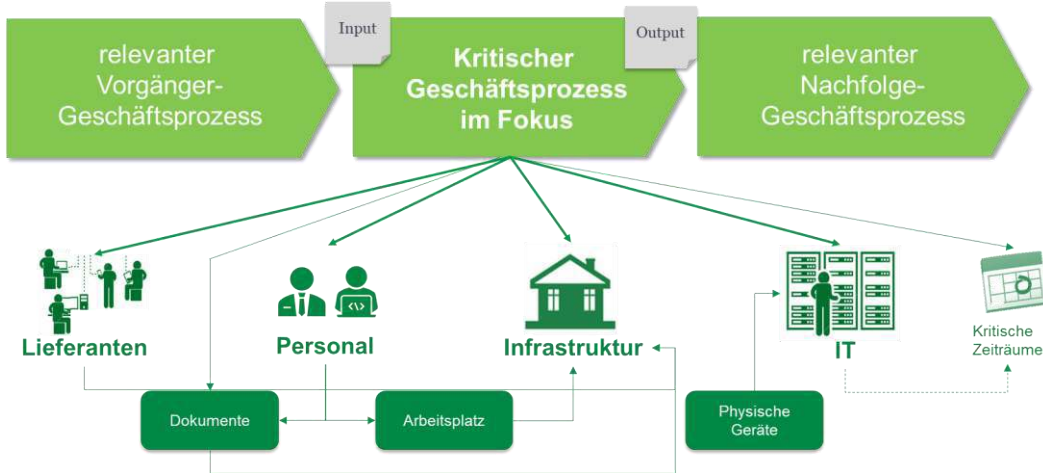 relevanter
Vorgänger-
Geschäftsprozess
Input
Kritischer
Geschäftsprozess
im Fokus
Output
relevanter
Nachfolge-
Geschäftsprozess
Lieferanten
Personal
Infrastruktur
IT
Kritische
Zeiträume
Dokumente
Arbeitsplatz
Physische
Geräte